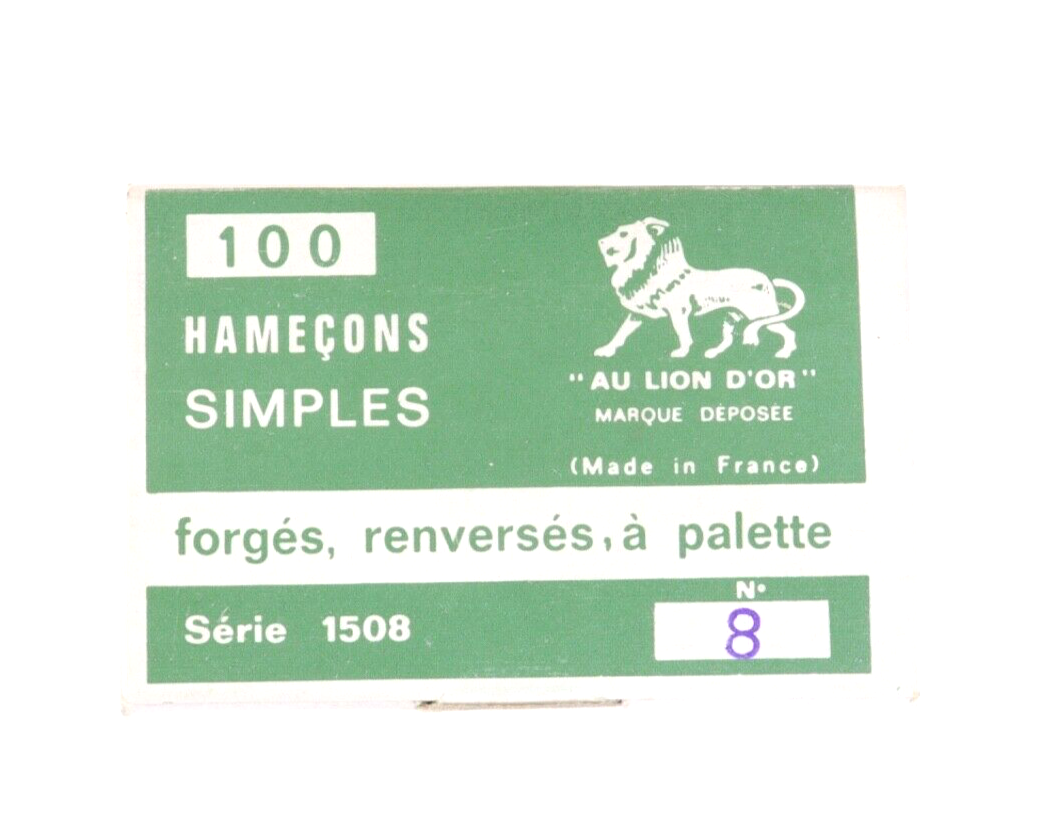 100
HAMEÇONS
SIMPLES
"AU LION D'OR"
MARQUE DÉPOSÉE
(Made in France)
forgés, renversés, à palette
Série 1508
N°
8